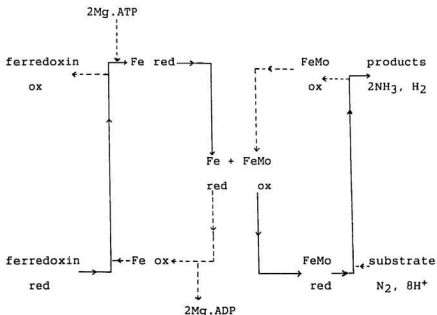 2Mg.ATP
ferredoxin Fe red FeMo products
ox ox 2NH₃, H₂
Fe + FeMo
red ox
ferredoxin Fe ox FeMo substrate
red red N₂, 8H⁺
2Mg.ADP